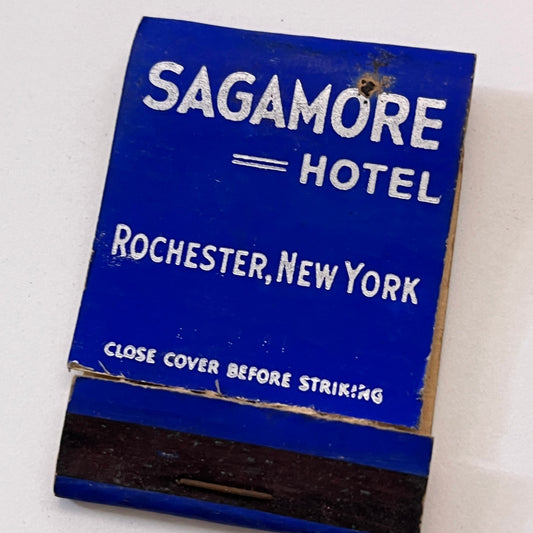 SAGAMORE
HOTEL
ROCHESTER, NEW YORK
CLOSE COVER BEFORE STRIKING